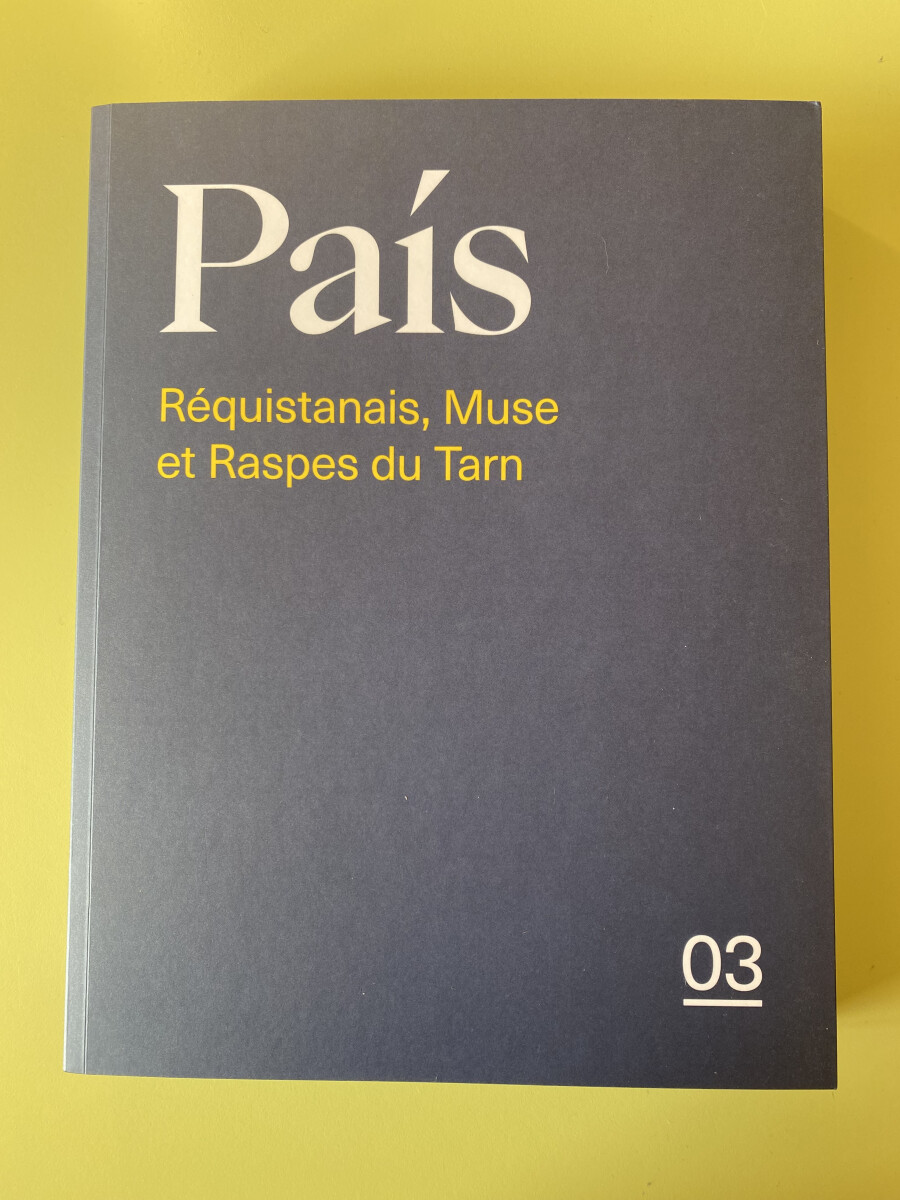 País
Réquistanais, Muse
et Raspes du Tarn
03